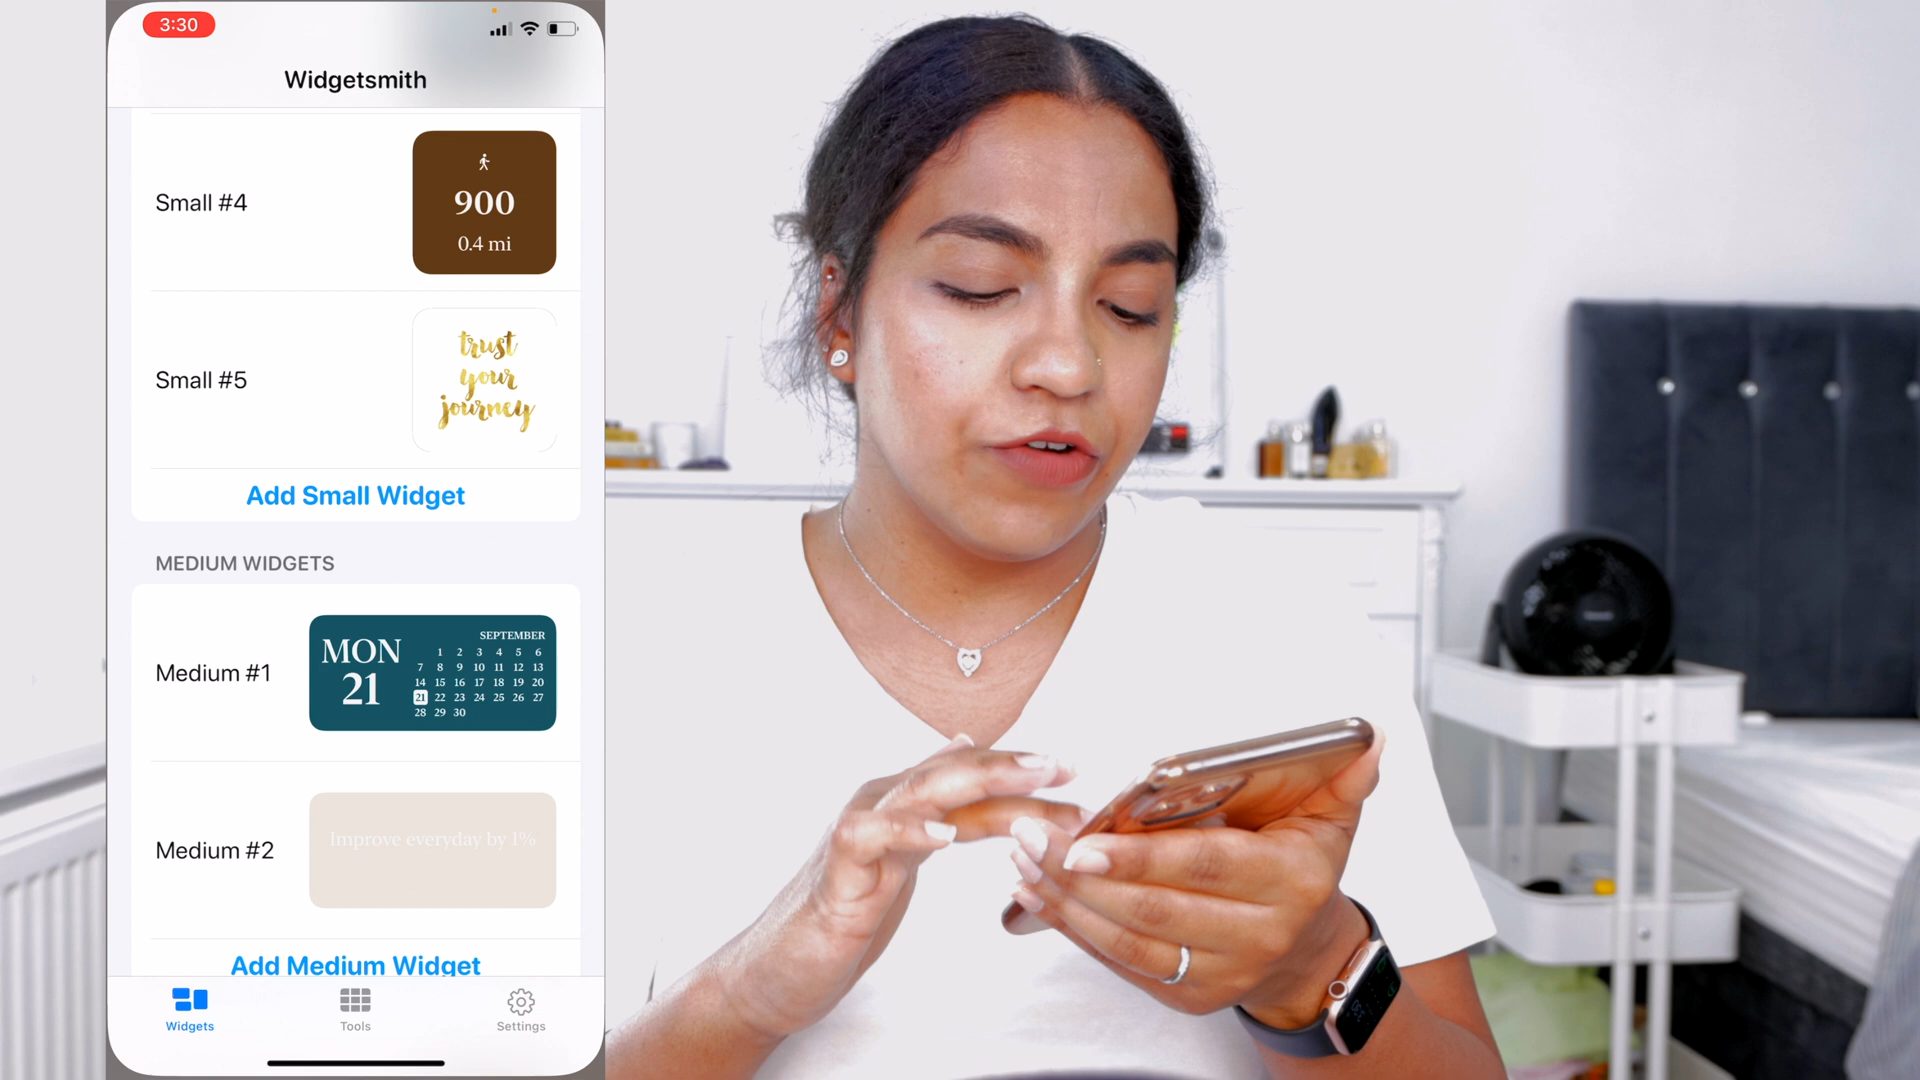 3:30
Widgetsmith
Small #4
900
0.4 mi
Small #5
trust
your
journey
Add Small Widget
MEDIUM WIDGETS
Medium #1
MON
21
SEPTEMBER
1 2 3 4 5 6
7 8 9 10 11 12 13
14 15 16 17 18 19 20
21 22 23 24 25 26 27
28 29 30
Medium #2
Improve everyday by 1%
Add Medium Widget
Widgets
Tools
Settings